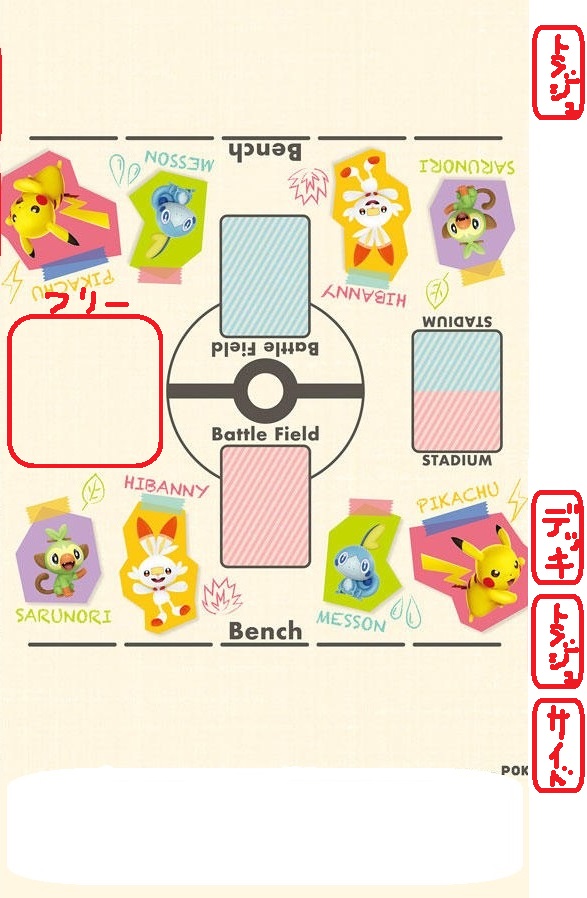 トラッシュ
Bench
MESSON
SARUNORI
PIKACHU
HIBANNY
フリー
STADIUM
Battle Field
Battle Field
STADIUM
HIBANNY
PIKACHU
デッキ
SARUNORI
MESSON
Bench
トラッシュ
サイド
POK